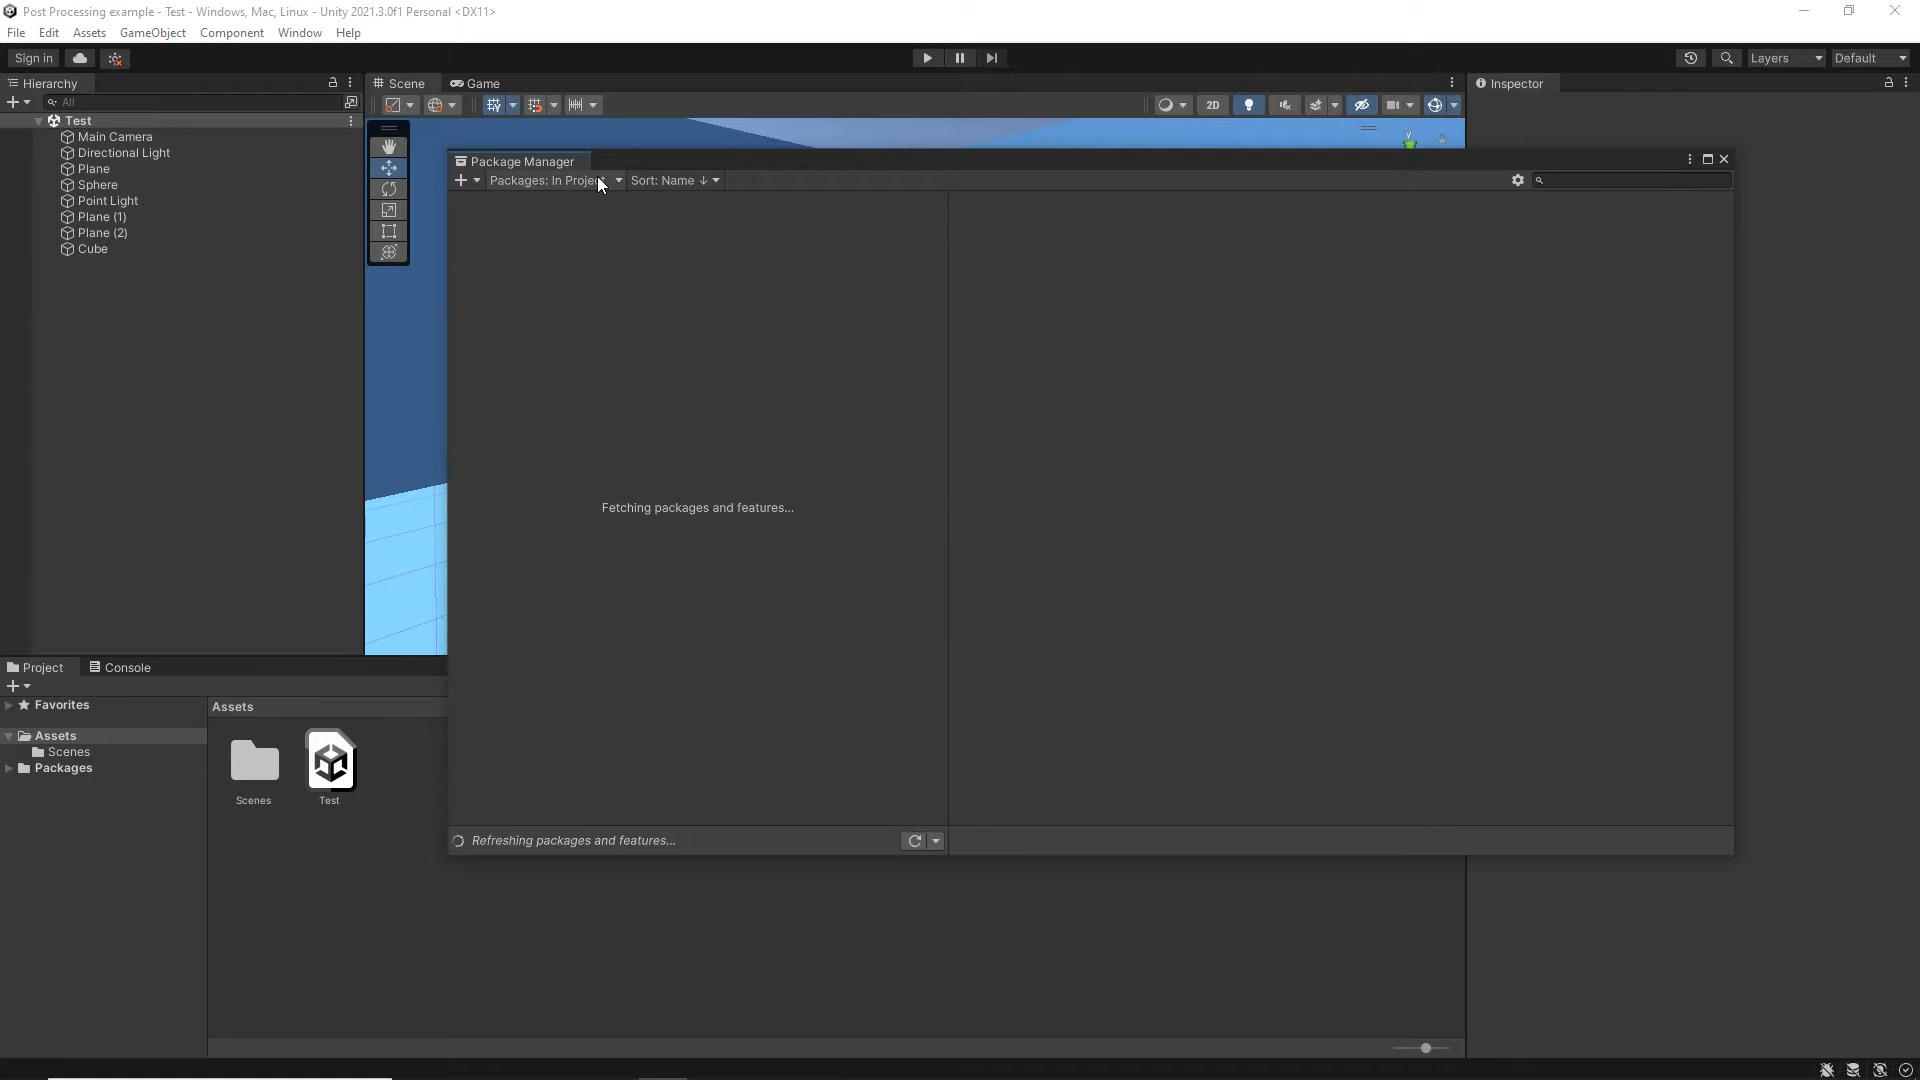 Post Processing example - Test - Windows, Mac, Linux - Unity 2021.3.0f1 Personal <DX11>
File Edit Assets GameObject Component Window Help
Sign in Layers Default
Hierarchy Scene Game Inspector
All 2D
Test
Main Camera
Directional Light
Plane
Sphere
Point Light
Plane (1)
Plane (2)
Cube
y
Package Manager
Packages: In Project Sort: Name ↓
Fetching packages and features...
Refreshing packages and features...
Project Console
Favorites
Assets
Scenes
Packages
Assets
Scenes Test